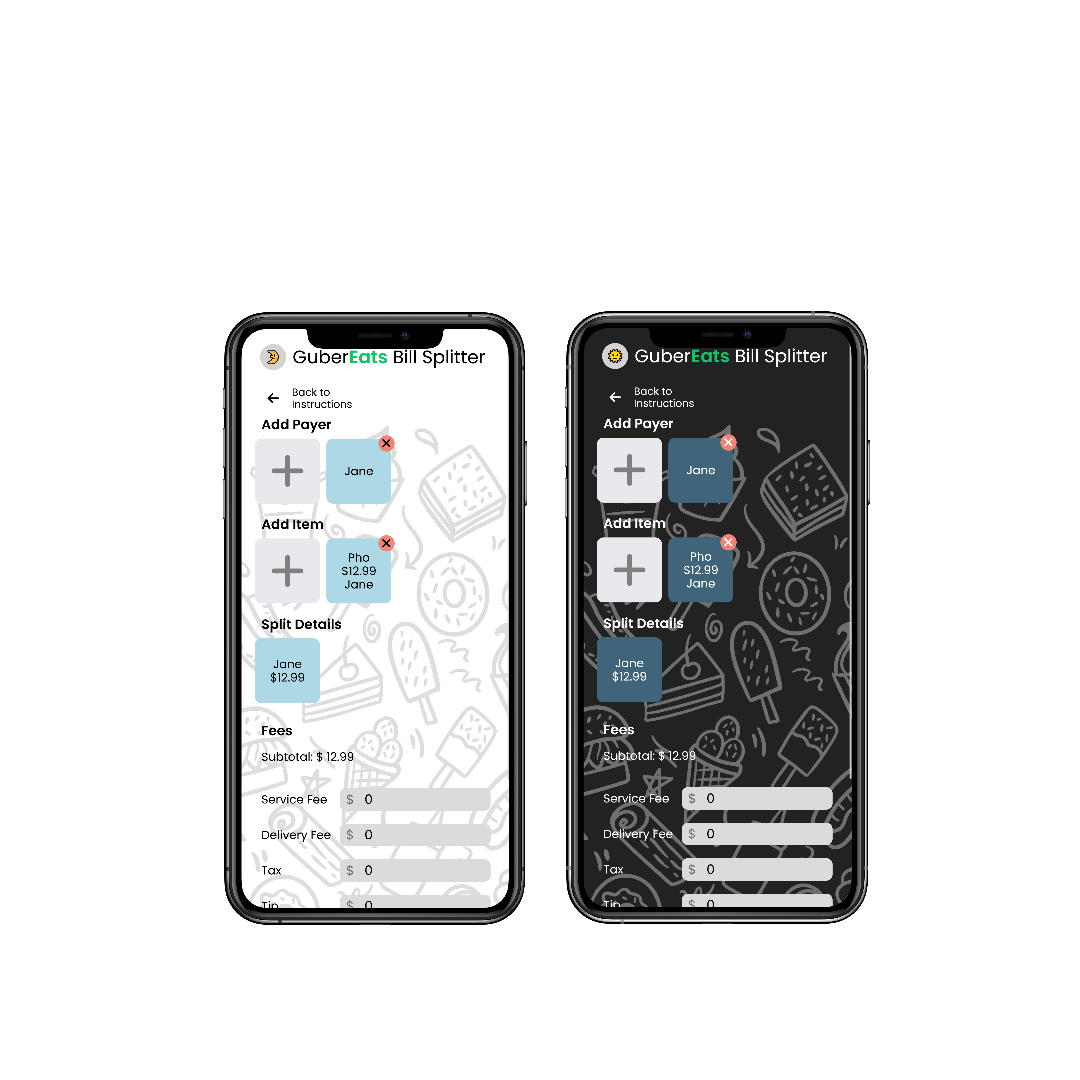 GuberEats Bill Splitter
Back to
Instructions
Add Payer
Jane
Add Item
Pho
$12.99
Jane
Split Details
Jane
$12.99
Fees
Subtotal: $ 12.99
Service Fee $ 0
Delivery Fee $ 0
Tax $ 0
Tip $ 0
GuberEats Bill Splitter
Back to
Instructions
Add Payer
Jane
Add Item
Pho
$12.99
Jane
Split Details
Jane
$12.99
Fees
Subtotal: $ 12.99
Service Fee $ 0
Delivery Fee $ 0
Tax $ 0
Tip $ 0